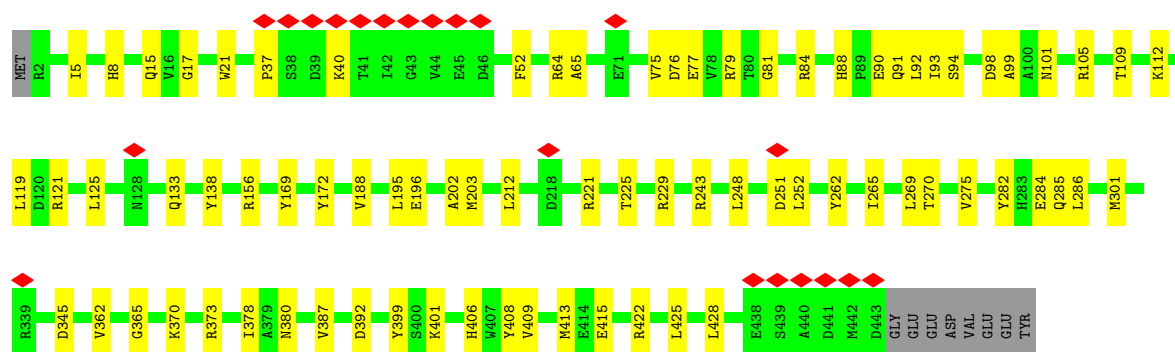 MET R2 I5 H8 Q15 V16 G17 W21 P37 S38 D39 K40 T41 I42 G43 V44 E45 D46 F52 R64 A65 E71 V75 D76 E77 V78 R79 T80 G81 R84 H88 P89 E90 Q91 L92 I93 S94 D98 A99 A100 N101 R105 T109 K112
L119 D120 R121 L125 N128 Q133 Y138 R156 Y169 Y172 V188 L195 E196 A202 M203 L212 D218 R221 T225 R229 R243 L248 D251 L252 Y262 I265 L269 T270 V275 Y282 H283 E284 Q285 L286 M301
R339 D345 V362 G365 K370 R373 I378 A379 N380 V387 D392 Y399 S400 K401 H406 W407 Y408 V409 M413 E414 E415 R422 L425 L428 E438 S439 A440 D441 M442 D443 GLY GLU GLU ASP VAL GLU GLU TYR